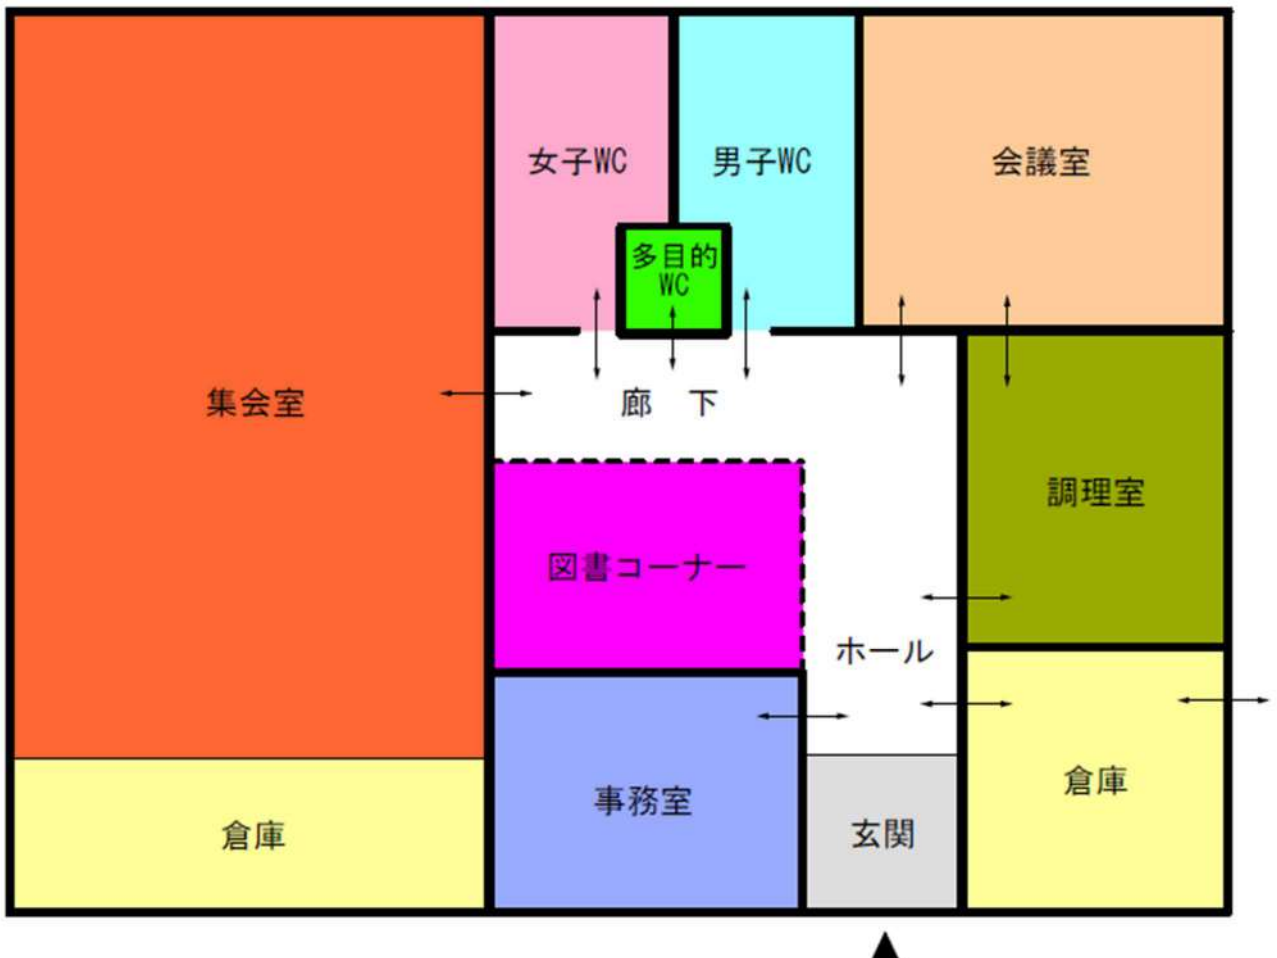 女子WC
男子WC
会議室
多目的
WC
集会室
廊 下
調理室
図書コーナー
ホール
事務室
倉庫
倉庫
玄関